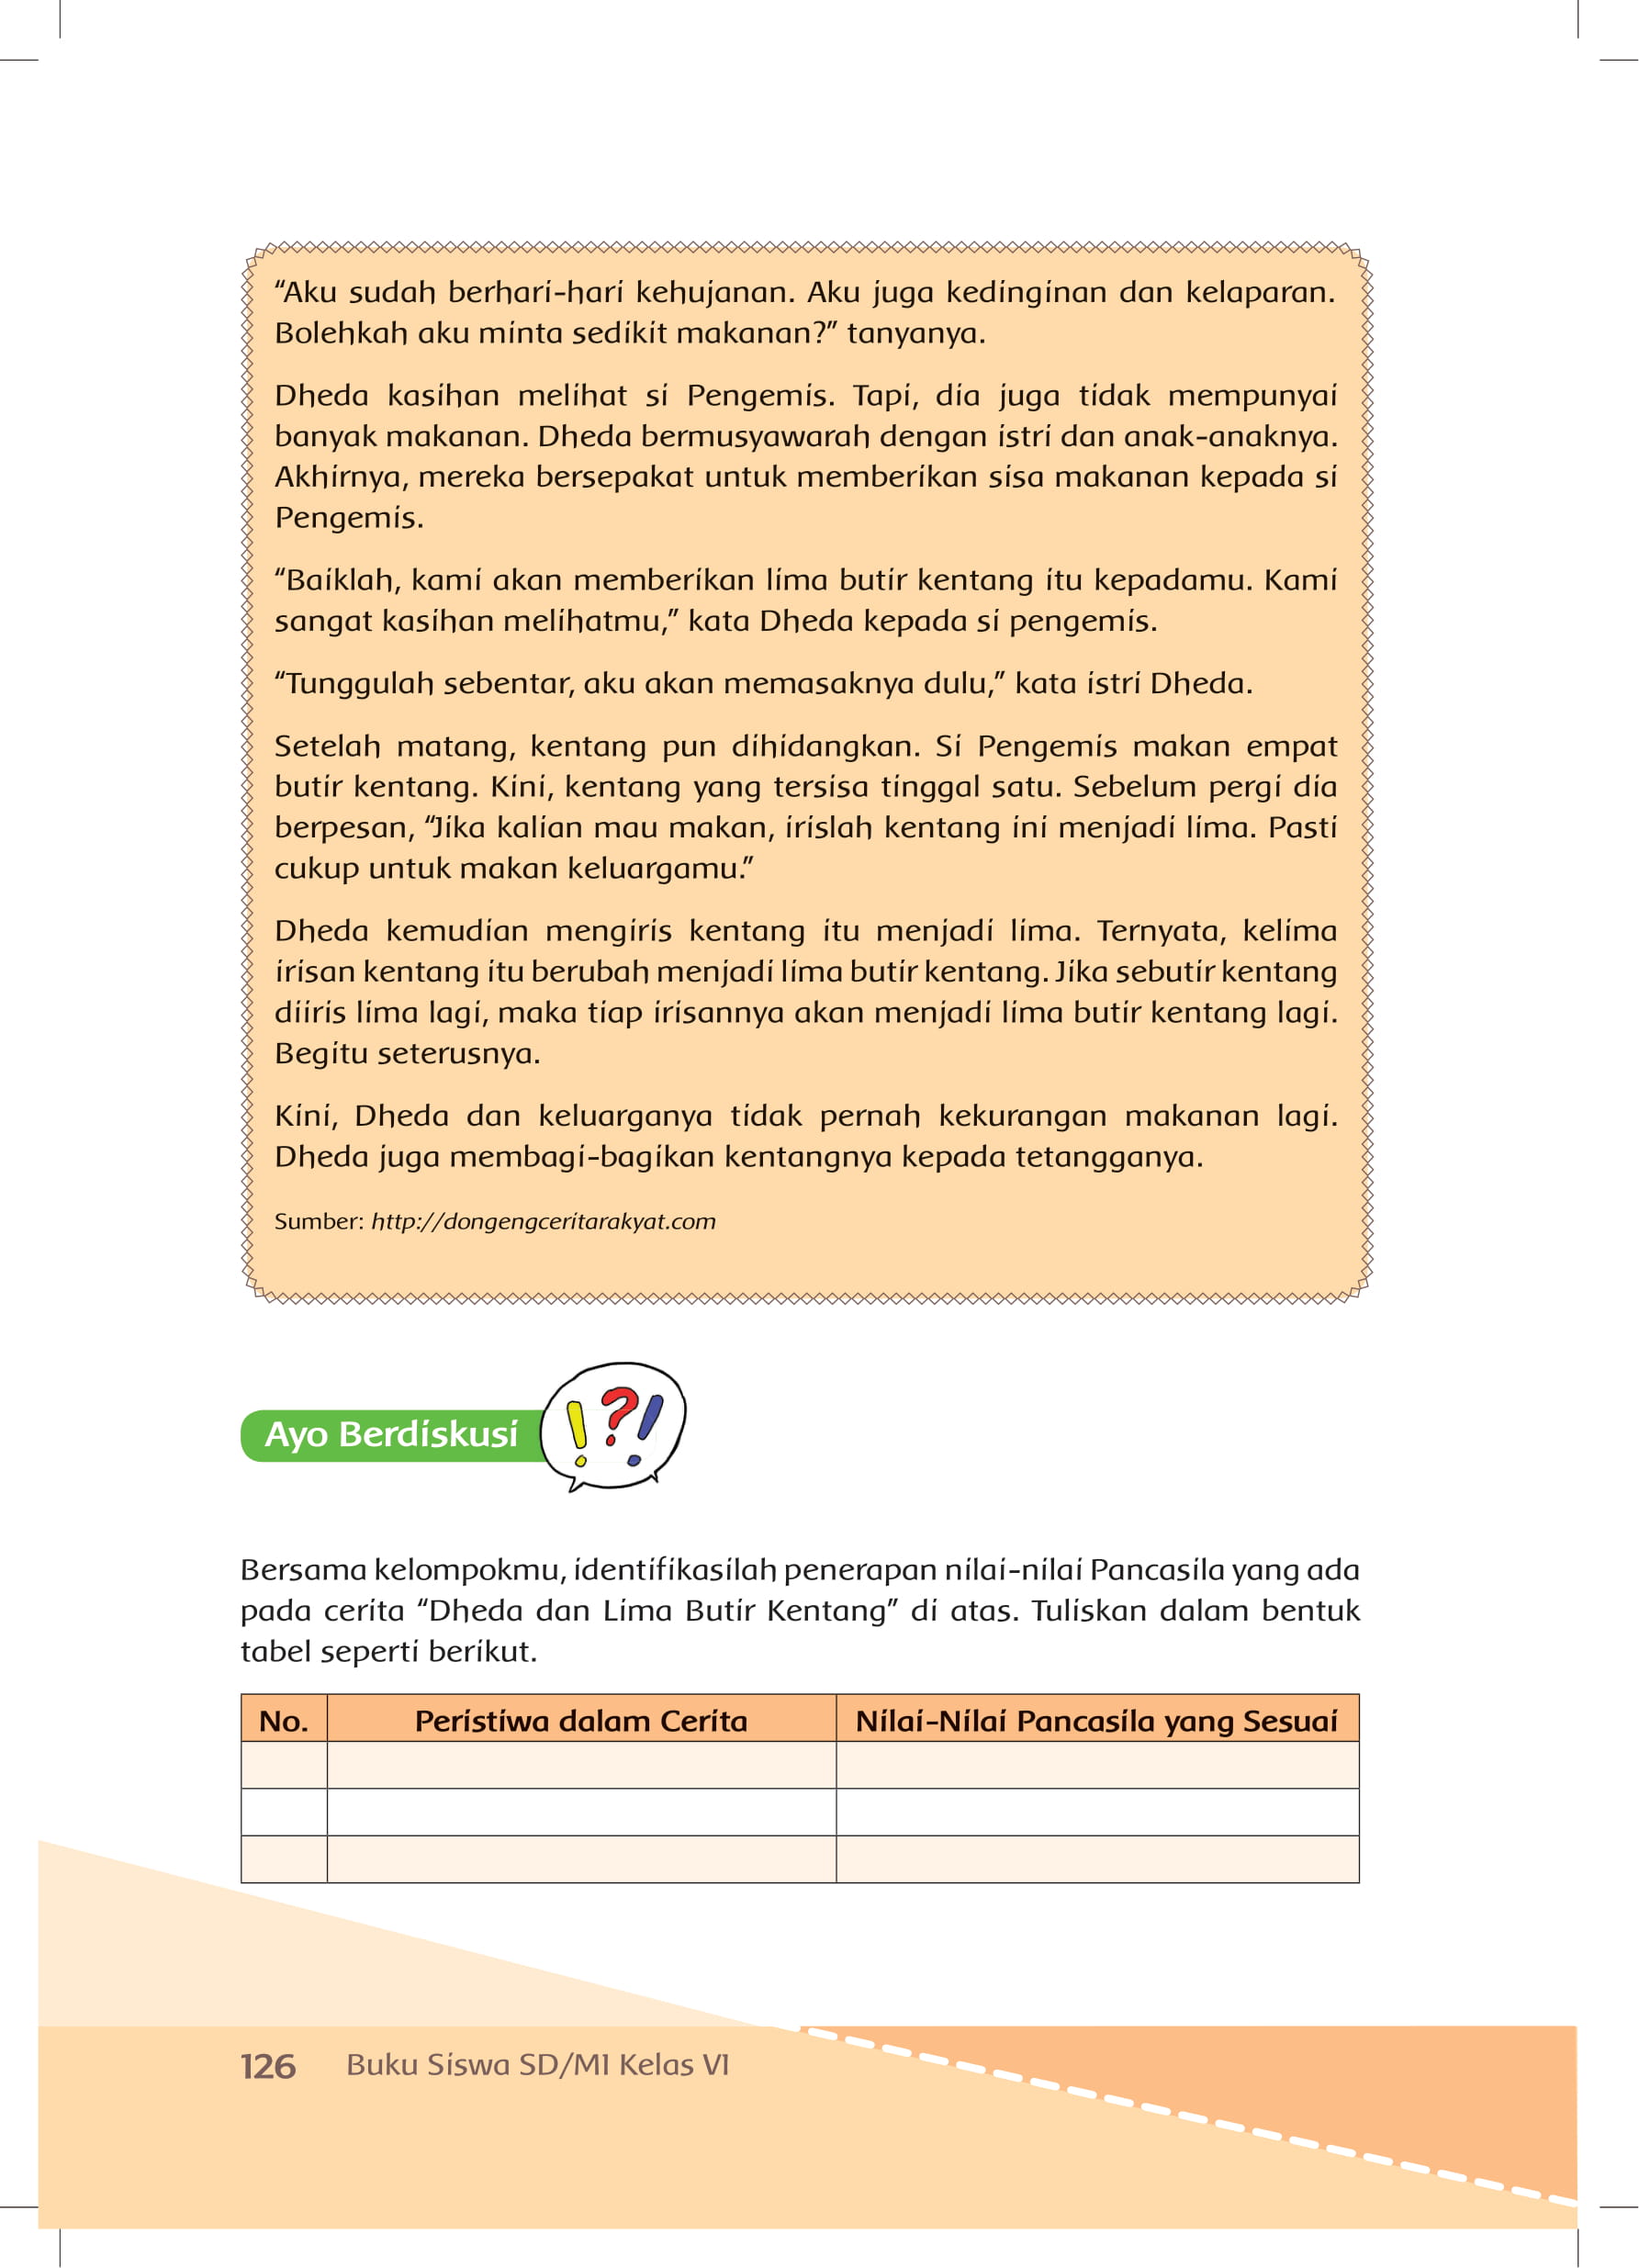 “Aku sudah berhari-hari kehujanan. Aku juga kedinginan dan kelaparan.
Bolehkah aku minta sedikit makanan?” tanyanya.
Dheda kasihan melihat si Pengemis. Tapi, dia juga tidak mempunyai
banyak makanan. Dheda bermusyawarah dengan istri dan anak-anaknya.
Akhirnya, mereka bersepakat untuk memberikan sisa makanan kepada si
Pengemis.
“Baiklah, kami akan memberikan lima butir kentang itu kepadamu. Kami
sangat kasihan melihatmu,” kata Dheda kepada si pengemis.
“Tunggulah sebentar, aku akan memasaknya dulu,” kata istri Dheda.
Setelah matang, kentang pun dihidangkan. Si Pengemis makan empat
butir kentang. Kini, kentang yang tersisa tinggal satu. Sebelum pergi dia
berpesan, “Jika kalian mau makan, irislah kentang ini menjadi lima. Pasti
cukup untuk makan keluargamu.”
Dheda kemudian mengiris kentang itu menjadi lima. Ternyata, kelima
irisan kentang itu berubah menjadi lima butir kentang. Jika sebutir kentang
diiris lima lagi, maka tiap irisannya akan menjadi lima butir kentang lagi.
Begitu seterusnya.
Kini, Dheda dan keluarganya tidak pernah kekurangan makanan lagi.
Dheda juga membagi-bagikan kentangnya kepada tetangganya.
Sumber: http://dongengceritarakyat.com
Ayo Berdiskusi
! ? !
Bersama kelompokmu, identifikasilah penerapan nilai-nilai Pancasila yang ada
pada cerita “Dheda dan Lima Butir Kentang” di atas. Tuliskan dalam bentuk
tabel seperti berikut.
No. Peristiwa dalam Cerita Nilai-Nilai Pancasila yang Sesuai
126 Buku Siswa SD/MI Kelas VI